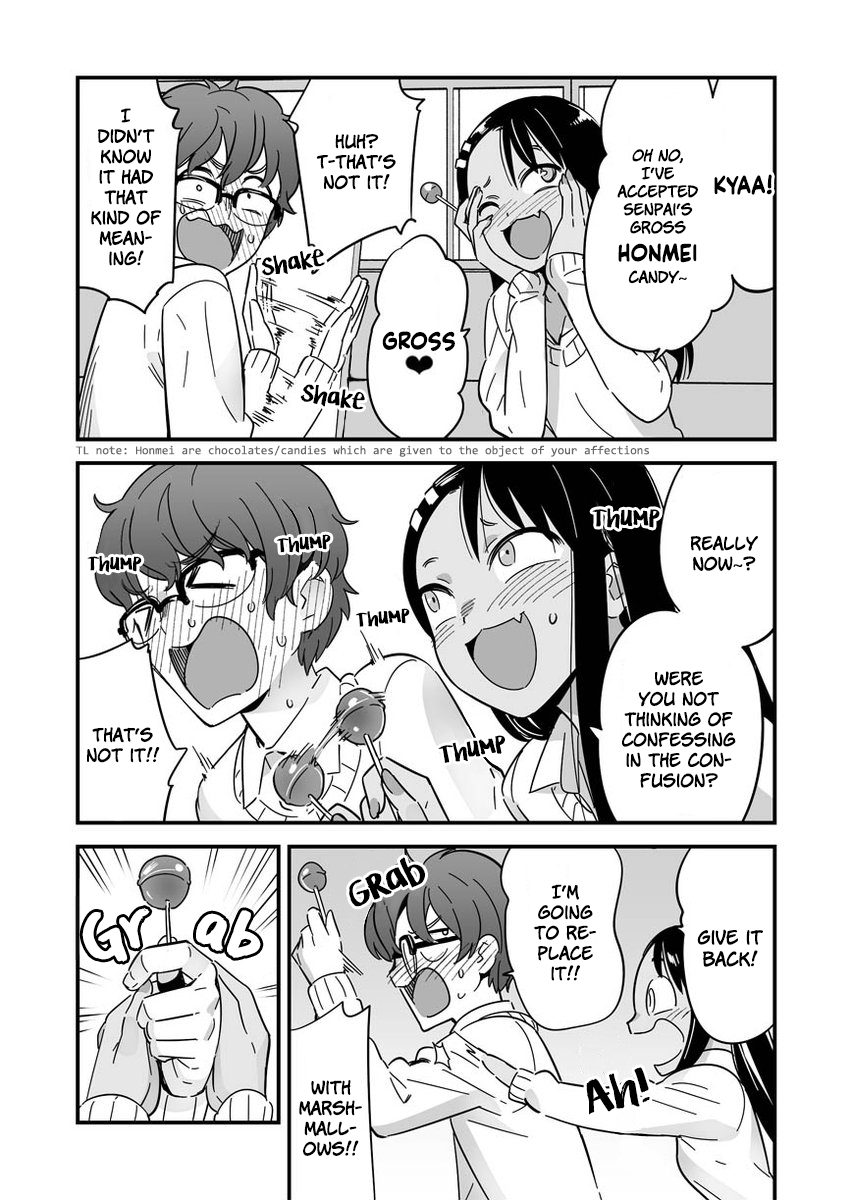 KYAA!
OH NO,
I'VE
ACCEPTED
SENPAI'S
GROSS
HONMEI
CANDY~
GROSS
❤
HUH?
T-THAT'S
NOT IT!
I
DIDN'T
KNOW
IT HAD
THAT
KIND OF
MEAN-
ING!
SHAKE
SHAKE
TL note: Honmei are chocolates/candies which are given to the object of your affections
REALLY
NOW~?
WERE
YOU NOT
THINKING OF
CONFESSING
IN THE CON-
FUSION?
THUMP
THUMP
THUMP
THUMP
THUMP
THAT'S
NOT IT!!
Grab
GIVE IT
BACK!
I'M
GOING
TO RE-
PLACE
IT!!
GRab
Ah!
WITH
MARSH-
MALL-
OWS!!